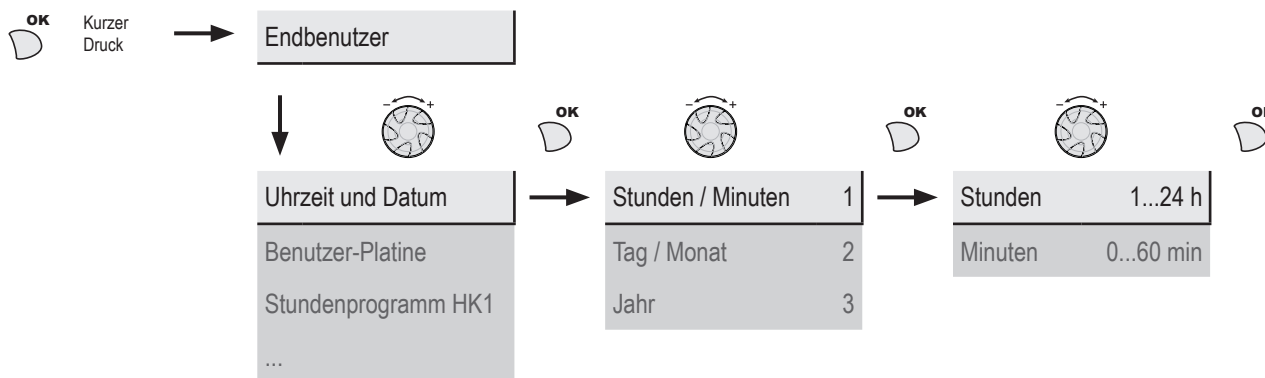 OK
Kurzer
Druck
Endbenutzer
- +
OK
- +
OK
- +
Uhrzeit und Datum
Stunden / Minuten 1
Stunden 1...24 h
Benutzer-Platine
Tag / Monat 2
Minuten 0...60 min
Stundenprogramm HK1
Jahr 3
...